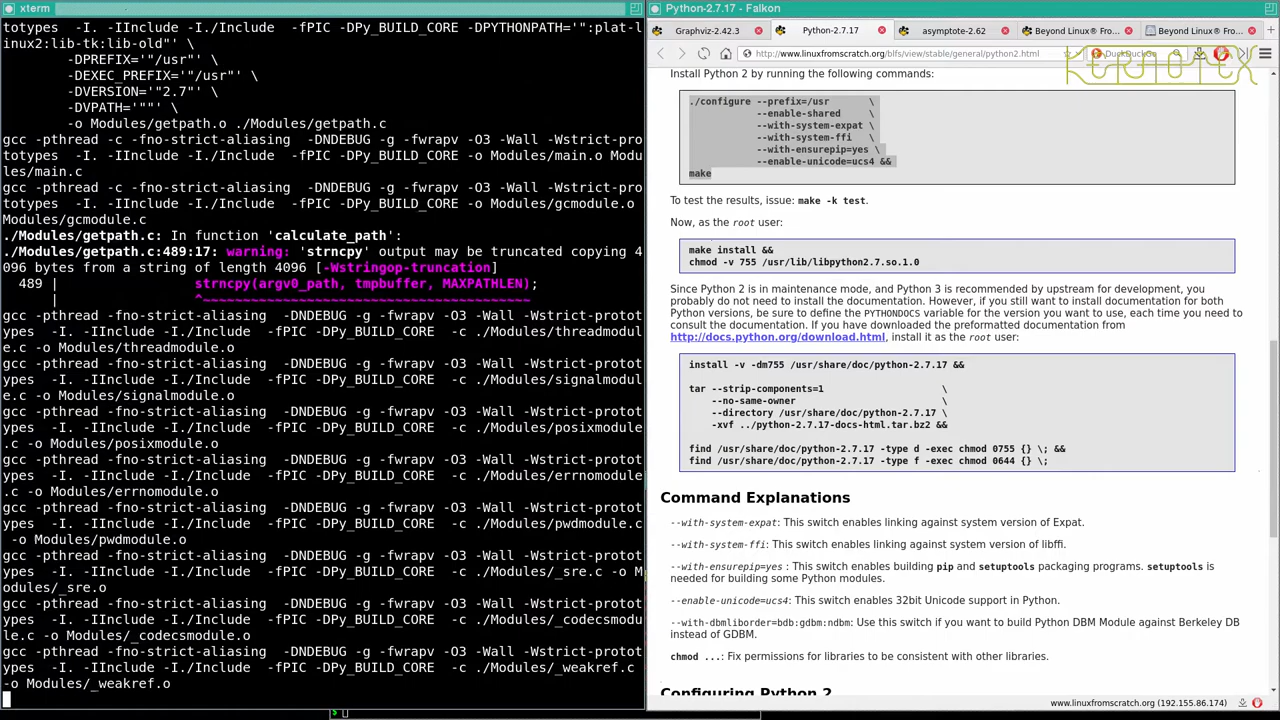 xterm
totypes  -I. -IInclude -I./Include  -fPIC -DPy_BUILD_CORE -DPYTHONPATH='":plat-l
inux2:lib-tk:lib-old"' \
-DPREFIX='"/usr"' \
-DEXEC_PREFIX='"/usr"' \
-DVERSION='"2.7"' \
-DVPATH='""' \
-o Modules/getpath.o ./Modules/getpath.c
gcc -pthread -c -fno-strict-aliasing  -DNDEBUG -g -fwrapv -O3 -Wall -Wstrict-pro
totypes  -I. -IInclude -I./Include  -fPIC -DPy_BUILD_CORE -o Modules/main.o Modu
les/main.c
gcc -pthread -c -fno-strict-aliasing  -DNDEBUG -g -fwrapv -O3 -Wall -Wstrict-pro
totypes  -I. -IInclude -I./Include  -fPIC -DPy_BUILD_CORE -o Modules/gcmodule.o
Modules/gcmodule.c
./Modules/getpath.c: In function 'calculate_path':
./Modules/getpath.c:489:17: warning: 'strncpy' output may be truncated copying 4
096 bytes from a string of length 4096 [-Wstringop-truncation]
489 |                 strncpy(argv0_path, tmpbuffer, MAXPATHLEN);
|                 ^~~~~~~~~~~~~~~~~~~~~~~~~~~~~~~~~~~~~~~~~~
gcc -pthread -fno-strict-aliasing  -DNDEBUG -g -fwrapv -O3 -Wall -Wstrict-protot
ypes  -I. -IInclude -I./Include  -fPIC -DPy_BUILD_CORE  -c ./Modules/threadmodul
e.c -o Modules/threadmodule.o
gcc -pthread -fno-strict-aliasing  -DNDEBUG -g -fwrapv -O3 -Wall -Wstrict-protot
ypes  -I. -IInclude -I./Include  -fPIC -DPy_BUILD_CORE  -c ./Modules/signalmodul
e.c -o Modules/signalmodule.o
gcc -pthread -fno-strict-aliasing  -DNDEBUG -g -fwrapv -O3 -Wall -Wstrict-protot
ypes  -I. -IInclude -I./Include  -fPIC -DPy_BUILD_CORE  -c ./Modules/posixmodule
.c -o Modules/posixmodule.o
gcc -pthread -fno-strict-aliasing  -DNDEBUG -g -fwrapv -O3 -Wall -Wstrict-protot
ypes  -I. -IInclude -I./Include  -fPIC -DPy_BUILD_CORE  -c ./Modules/errnomodule
.c -o Modules/errnomodule.o
gcc -pthread -fno-strict-aliasing  -DNDEBUG -g -fwrapv -O3 -Wall -Wstrict-protot
ypes  -I. -IInclude -I./Include  -fPIC -DPy_BUILD_CORE  -c ./Modules/pwdmodule.c
-o Modules/pwdmodule.o
gcc -pthread -fno-strict-aliasing  -DNDEBUG -g -fwrapv -O3 -Wall -Wstrict-protot
ypes  -I. -IInclude -I./Include  -fPIC -DPy_BUILD_CORE  -c ./Modules/_sre.c -o M
odules/_sre.o
gcc -pthread -fno-strict-aliasing  -DNDEBUG -g -fwrapv -O3 -Wall -Wstrict-protot
ypes  -I. -IInclude -I./Include  -fPIC -DPy_BUILD_CORE  -c ./Modules/_codecsmodu
le.c -o Modules/_codecsmodule.o
gcc -pthread -fno-strict-aliasing  -DNDEBUG -g -fwrapv -O3 -Wall -Wstrict-protot
ypes  -I. -IInclude -I./Include  -fPIC -DPy_BUILD_CORE  -c ./Modules/_weakref.c
-o Modules/_weakref.o
$
Python-2.7.17 - Falkon
Graphviz-2.42.3 Python-2.7.17 asymptote-2.62 Beyond Linux® Fro... Beyond Linux® Fro...
http://www.linuxfromscratch.org/blfs/view/stable/general/python2.html DuckDuckGo
KERNOTEX
Install Python 2 by running the following commands:
./configure --prefix=/usr       \
--enable-shared     \
--with-system-expat \
--with-system-ffi   \
--with-ensurepip=yes \
--enable-unicode=ucs4 &&
make
To test the results, issue: make -k test.
Now, as the root user:
make install &&
chmod -v 755 /usr/lib/libpython2.7.so.1.0
Since Python 2 is in maintenance mode, and Python 3 is recommended by upstream for development, you
probably do not need to install the documentation. However, if you still want to install documentation for both
Python versions, be sure to define the PYTHONDOCS variable for the version you want to use, each time you need to
consult the documentation. If you have downloaded the preformatted documentation from
http://docs.python.org/download.html, install it as the root user:
install -v -dm755 /usr/share/doc/python-2.7.17 &&
tar --strip-components=1                     \
--no-same-owner                          \
--directory /usr/share/doc/python-2.7.17 \
-xvf ../python-2.7.17-docs-html.tar.bz2 &&
find /usr/share/doc/python-2.7.17 -type d -exec chmod 0755 {} \; &&
find /usr/share/doc/python-2.7.17 -type f -exec chmod 0644 {} \;
Command Explanations
--with-system-expat: This switch enables linking against system version of Expat.
--with-system-ffi: This switch enables linking against system version of libffi.
--with-ensurepip=yes : This switch enables building pip and setuptools packaging programs. setuptools is
needed for building some Python modules.
--enable-unicode=ucs4: This switch enables 32bit Unicode support in Python.
--with-dbmliborder=bdb:gdbm:ndbm: Use this switch if you want to build Python DBM Module against Berkeley DB
instead of GDBM.
chmod ...: Fix permissions for libraries to be consistent with other libraries.
Configuring Python 2
www.linuxfromscratch.org (192.155.86.174)